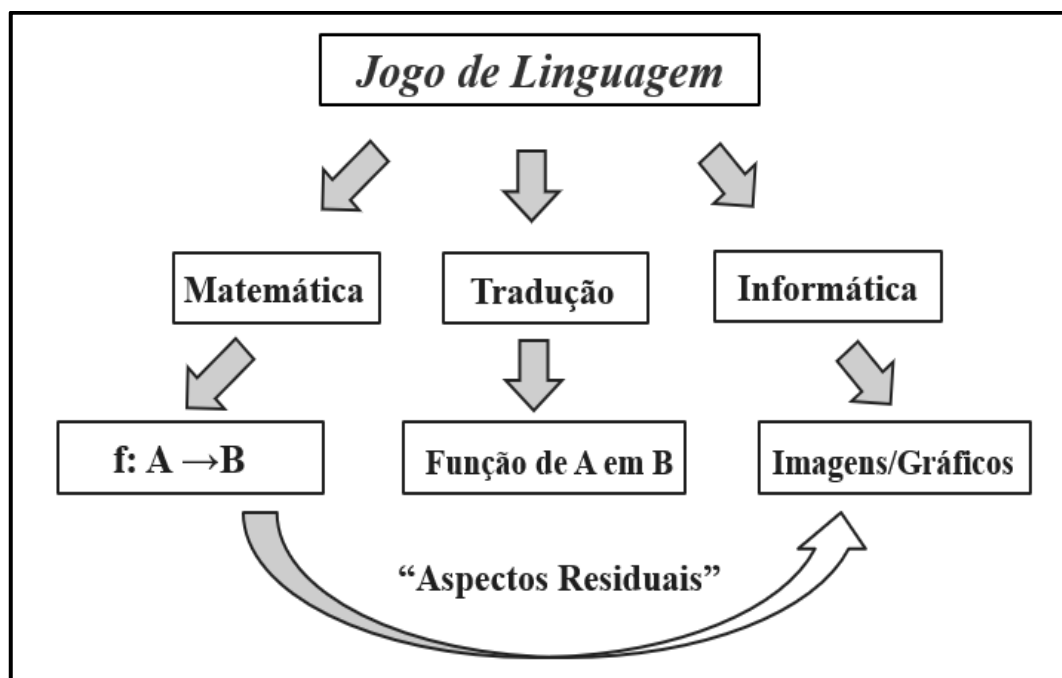 Jogo de Linguagem
Matemática
Tradução
Informática
f: A →B
Função de A em B
Imagens/Gráficos
“Aspectos Residuais”